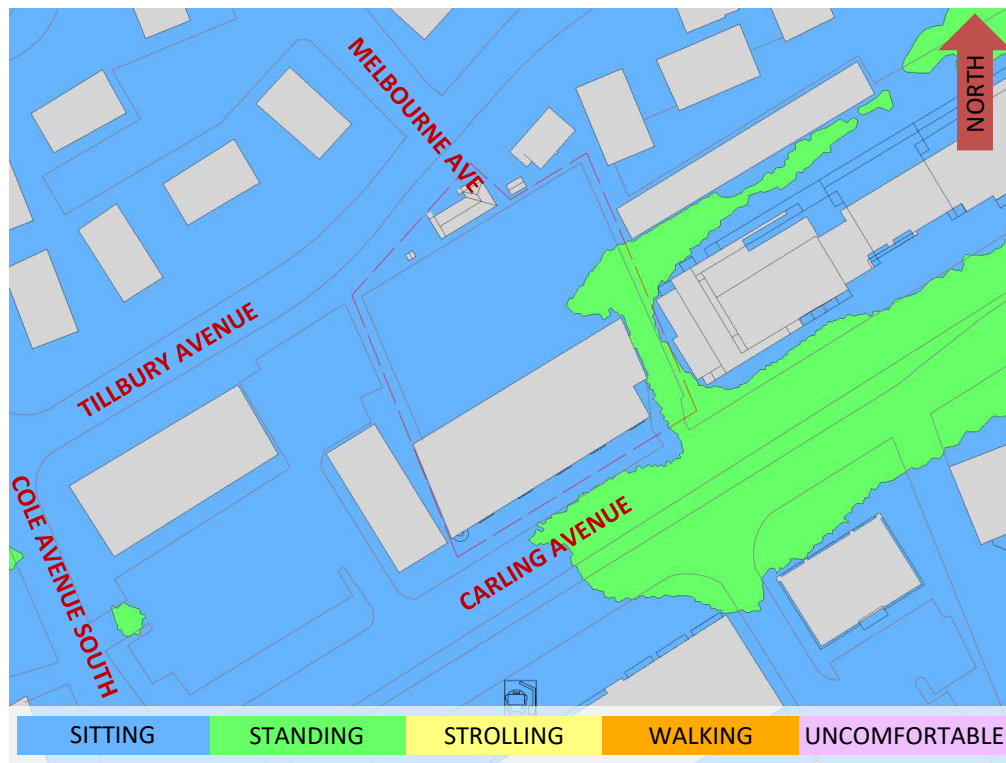 MELBOURNE AVE
NORTH
TILLBURY AVENUE
COLE AVENUE SOUTH
CARLING AVENUE
SITTING STANDING STROLLING WALKING UNCOMFORTABLE